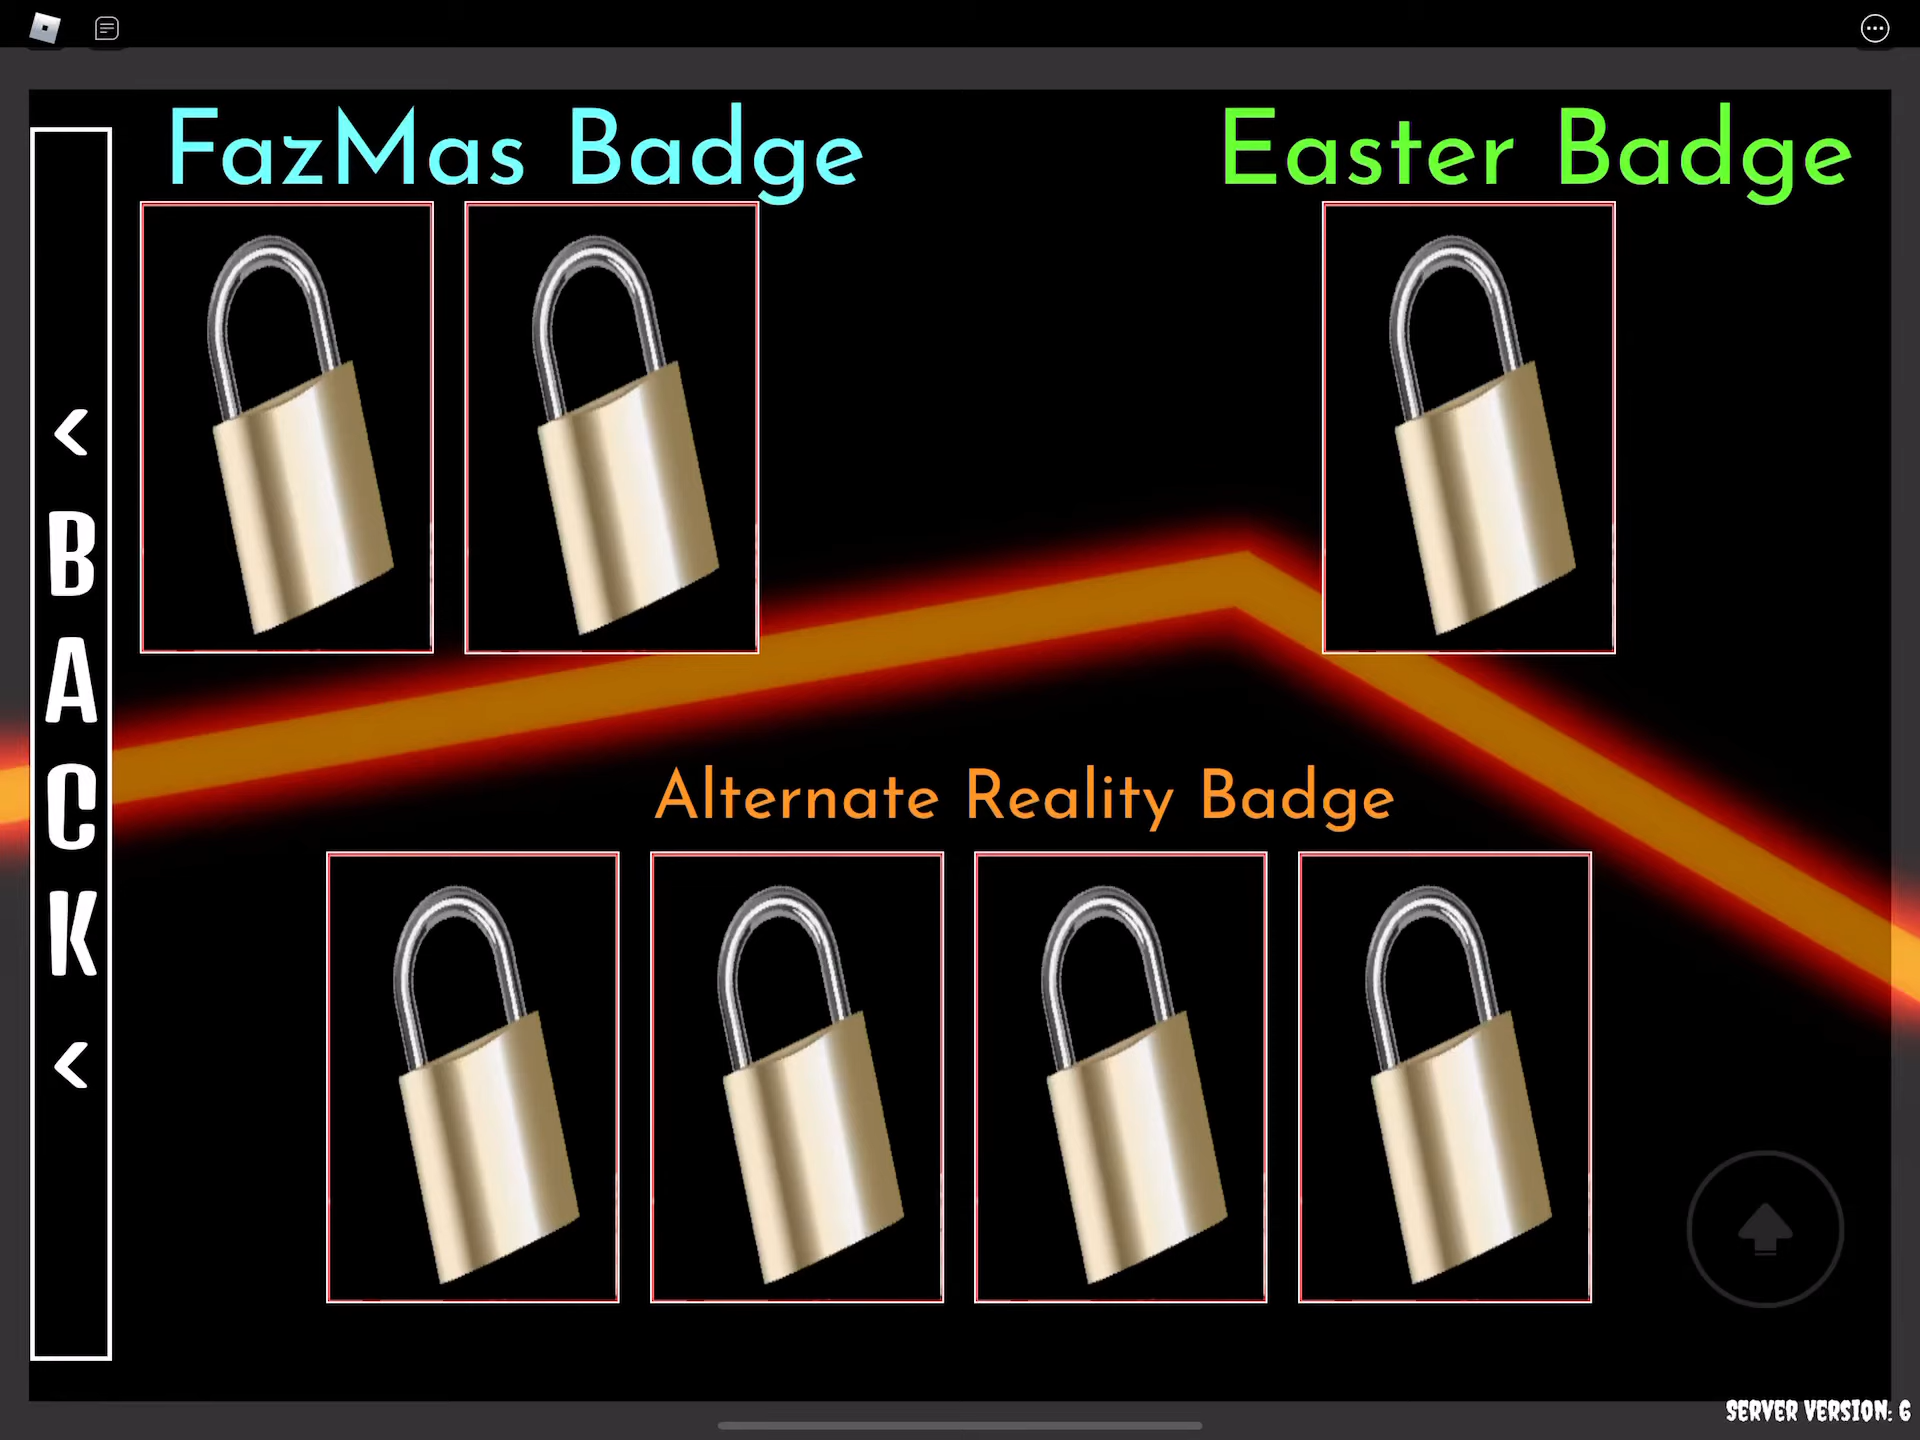 FazMas Badge
Easter Badge
< BACK <
Alternate Reality Badge
SERVER VERSION: 6